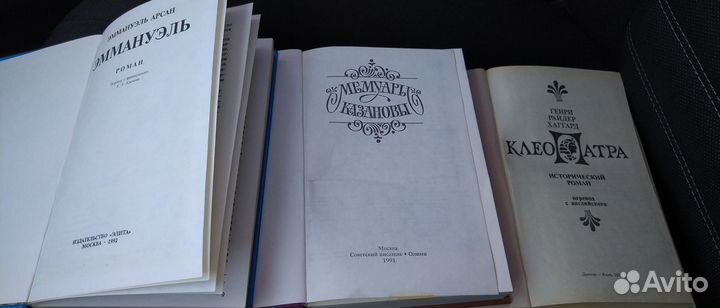 ЭММАНУЭЛЬ АРСАН
ЭММАНУЭЛЬ
РОМАН
ИЗДАТЕЛЬСТВО «ЭЛИТА»
МОСКВА - 1992
МЕМУАРЫ
КАЗАНОВЫ
Москва
Советский писатель • Олимп
1991
ГЕНРИ
РАЙДЕР
ХАГГАРД
КЛЕОПАТРА
ИСТОРИЧЕСКИЙ
РОМАН
перевод
с английского
Avito